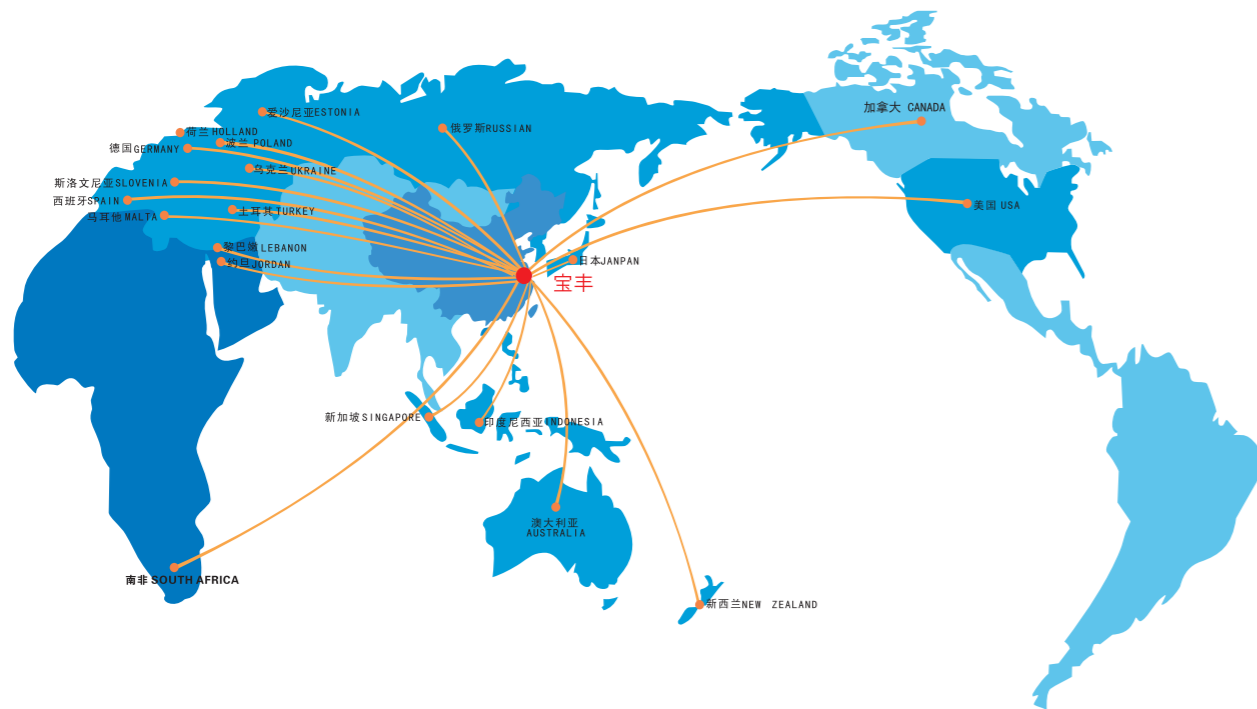 加拿大 CANADA
爱沙尼亚ESTONIA
俄罗斯RUSSIAN
荷兰HOLLAND
波兰 POLAND
德国GERMANY
乌克兰UKRAINE
斯洛文尼亚SLOVENIA
西班牙SPAIN
美国 USA
土耳其TURKEY
马耳他MALTA
黎巴嫩LEBANON
日本JANPAN
约旦JORDAN
宝丰
新加坡SINGAPORE
印度尼西亚INDONESIA
澳大利亚
AUSTRALIA
南非 SOUTH AFRICA
新西兰NEW ZEALAND